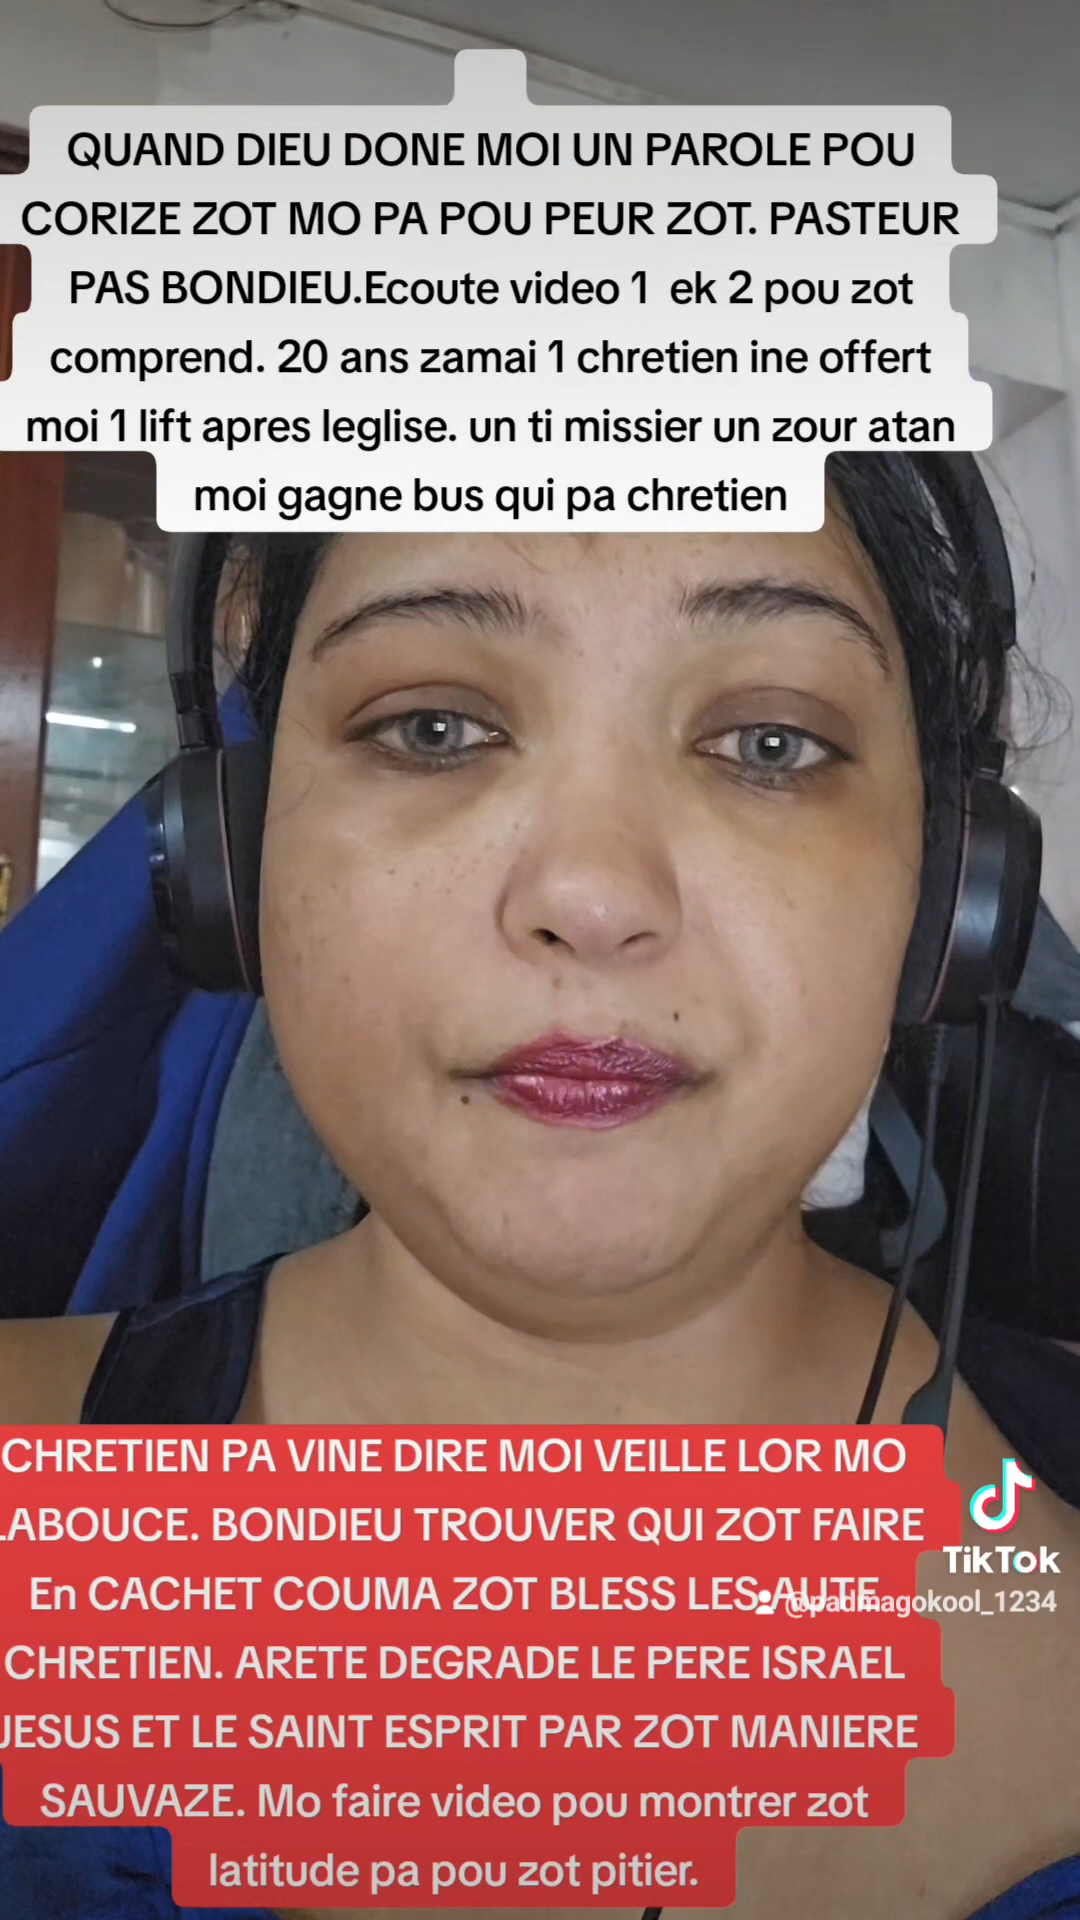 QUAND DIEU DONE MOI UN PAROLE POU
CORIZE ZOT MO PA POU PEUR ZOT. PASTEUR
PAS BONDIEU.Ecoute video 1 ek 2 pou zot
comprend. 20 ans zamai 1 chretien ine offert
moi 1 lift apres leglise. un ti missier un zour atan
moi gagne bus qui pa chretien
CHRETIEN PA VINE DIRE MOI VEILLE LOR MO
LABOUCE. BONDIEU TROUVER QUI ZOT FAIRE
En CACHET COUMA ZOT BLESS LES AUTE
CHRETIEN. ARETE DEGRADE LE PERE ISRAEL
JESUS ET LE SAINT ESPRIT PAR ZOT MANIERE
SAUVAZE. Mo faire video pou montrer zot
latitude pa pou zot pitier.
TikTok
@padmagokool_1234